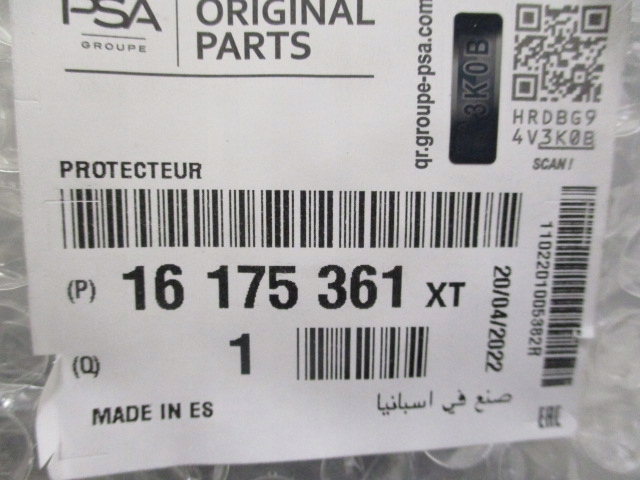 PSA
GROUPE
ORIGINAL
PARTS
qr.groupe-psa.com
3K0B
HRDBG9
4V3K0B
SCAN !
PROTECTEUR
(P) 16 175 361 XT
20/04/2022
1102201005382R
(Q) 1
MADE IN ES
صنع في اسبانيا
EAC